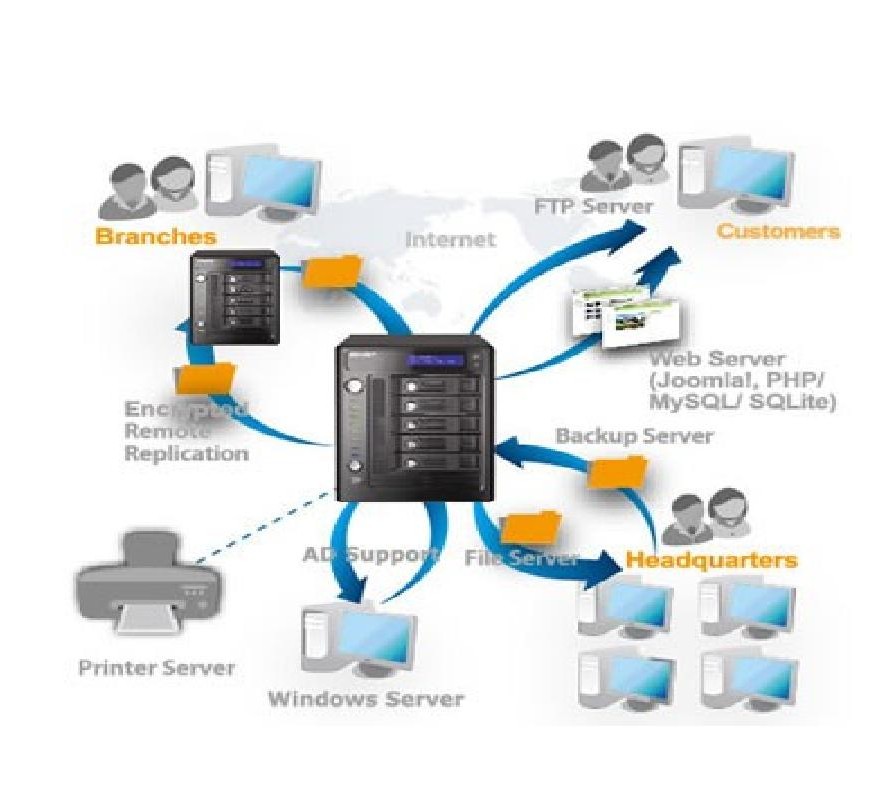 Branches
Internet
FTP Server
Customers
Web Server
(Joomla!, PHP/
MySQL/ SQLite)
Encrypted
Remote
Replication
Backup Server
AD Support
File Server
Headquarters
Printer Server
Windows Server